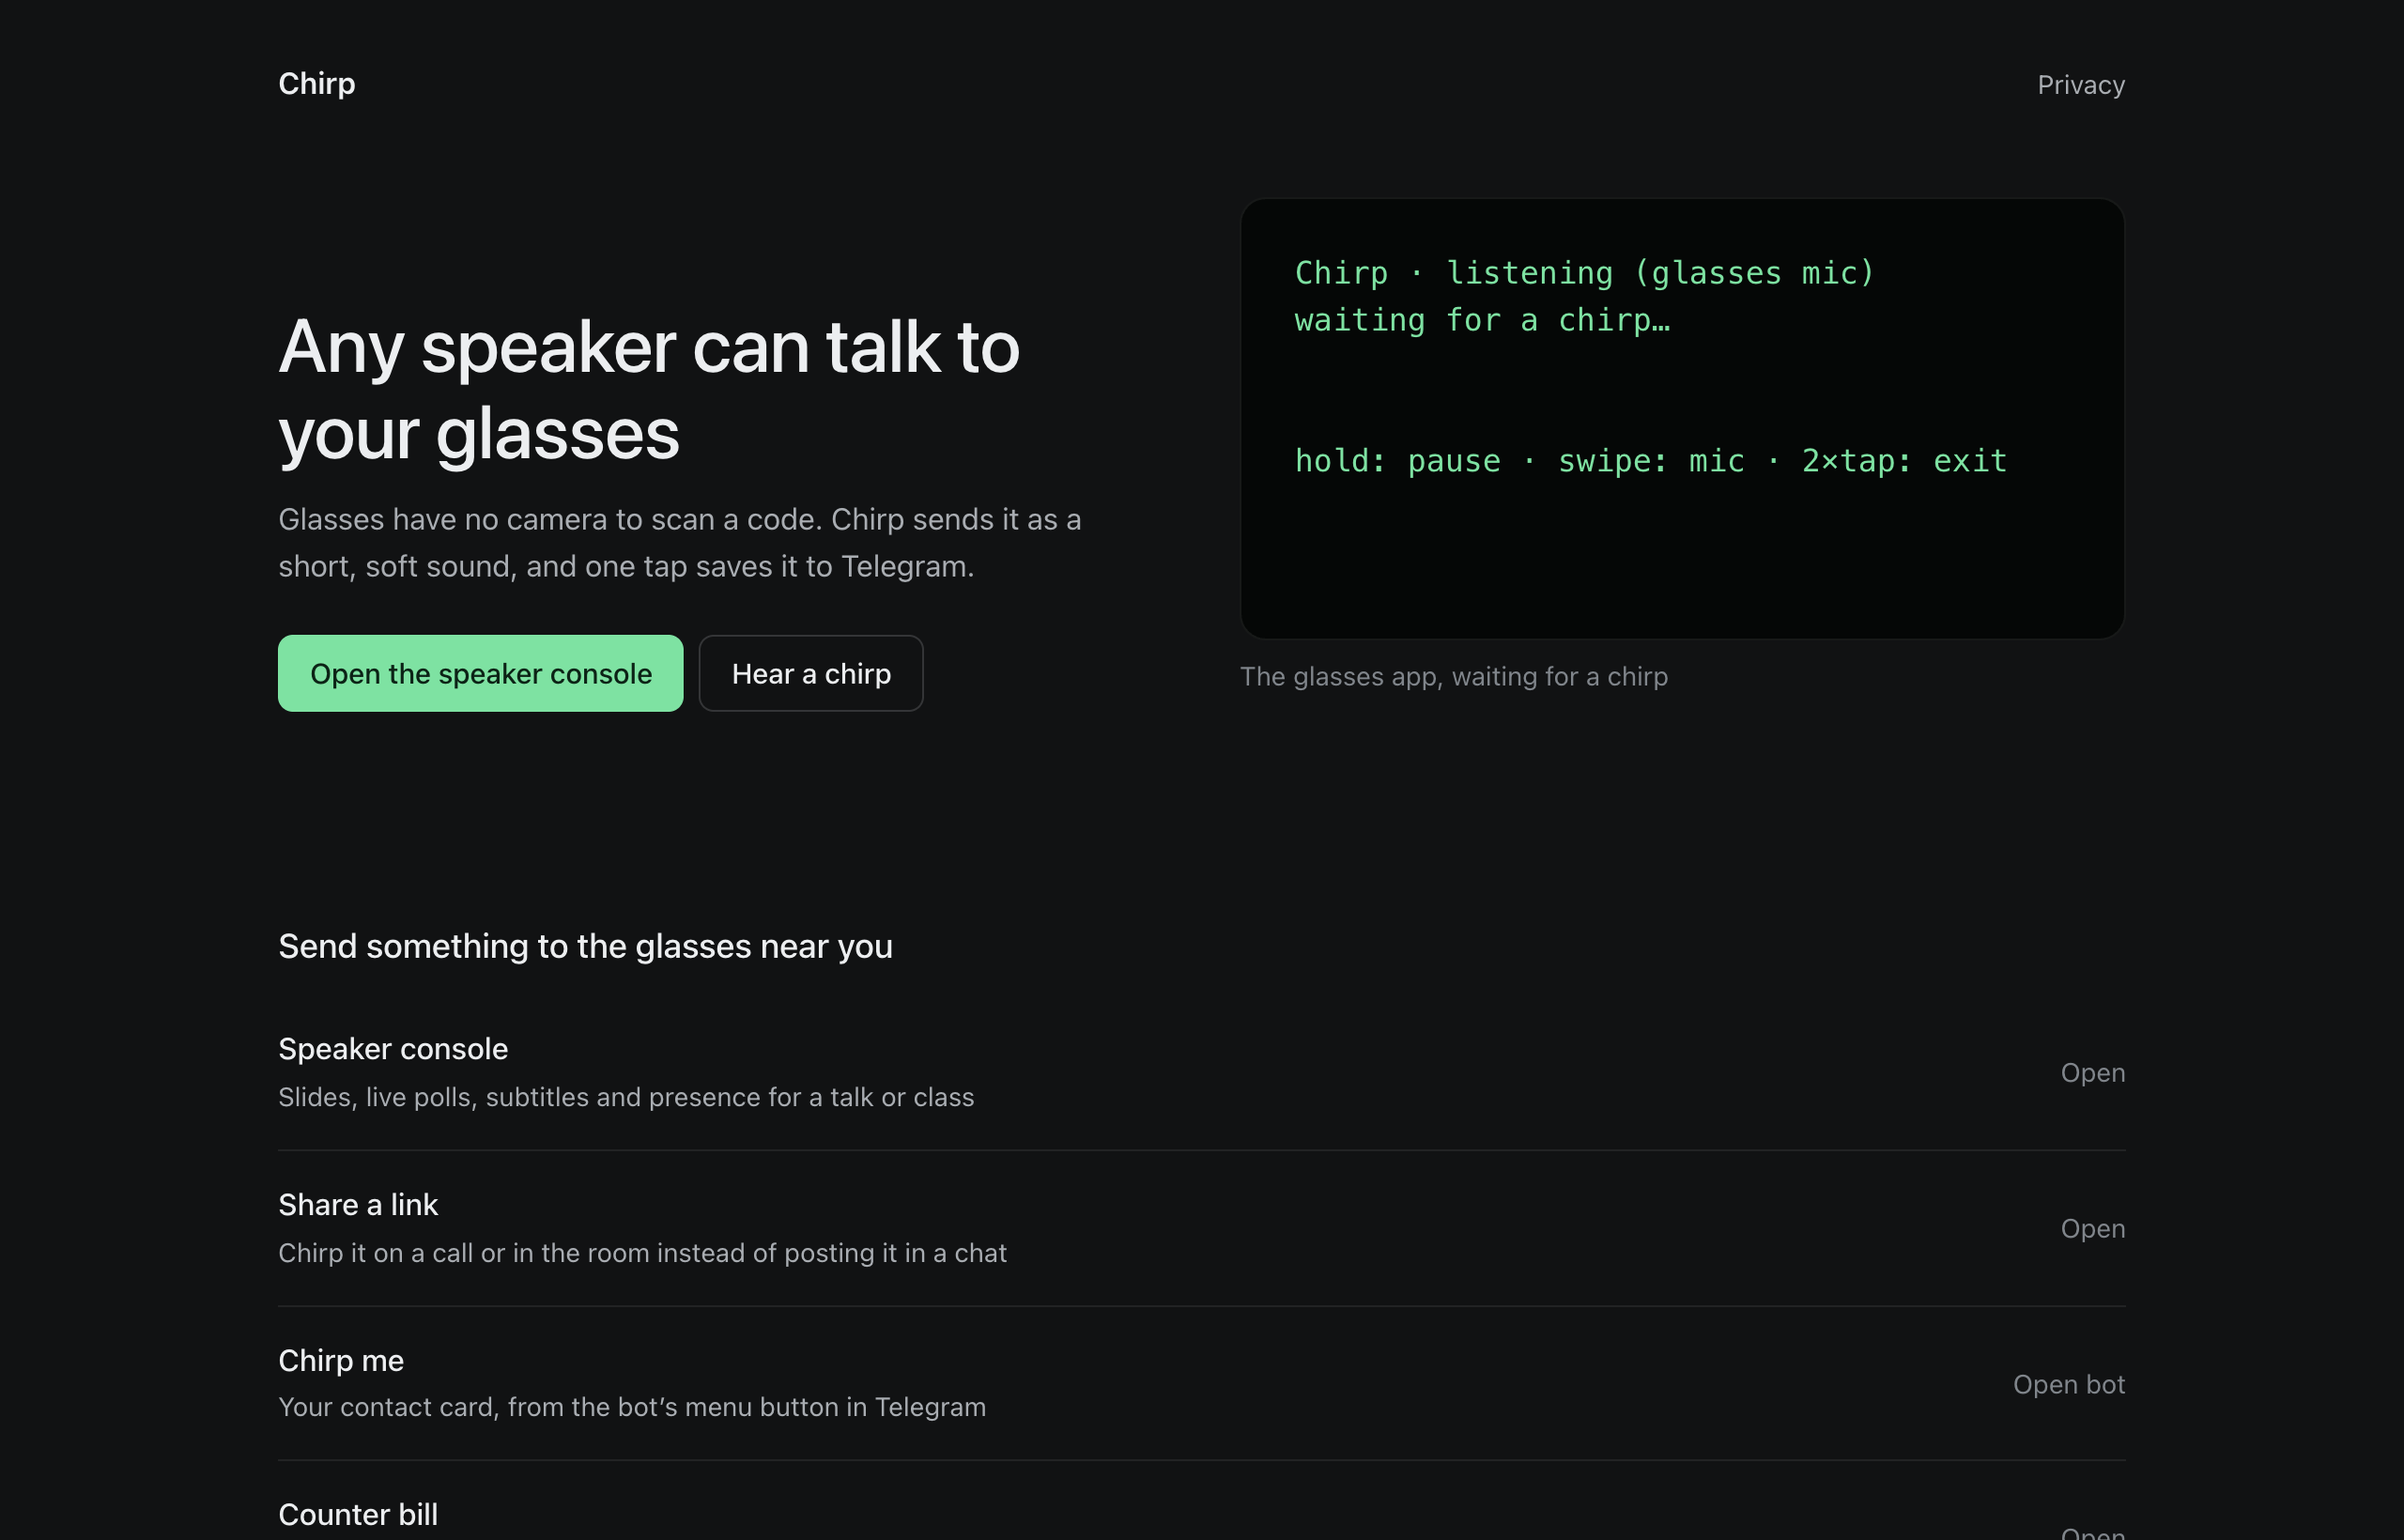 Chirp
Privacy
Any speaker can talk to
your glasses
Glasses have no camera to scan a code. Chirp sends it as a
short, soft sound, and one tap saves it to Telegram.
Open the speaker console
Hear a chirp
Chirp · listening (glasses mic)
waiting for a chirp…
hold: pause · swipe: mic · 2×tap: exit
The glasses app, waiting for a chirp
Send something to the glasses near you
Speaker console
Slides, live polls, subtitles and presence for a talk or class
Open
Share a link
Chirp it on a call or in the room instead of posting it in a chat
Open
Chirp me
Your contact card, from the bot’s menu button in Telegram
Open bot
Counter bill
Open